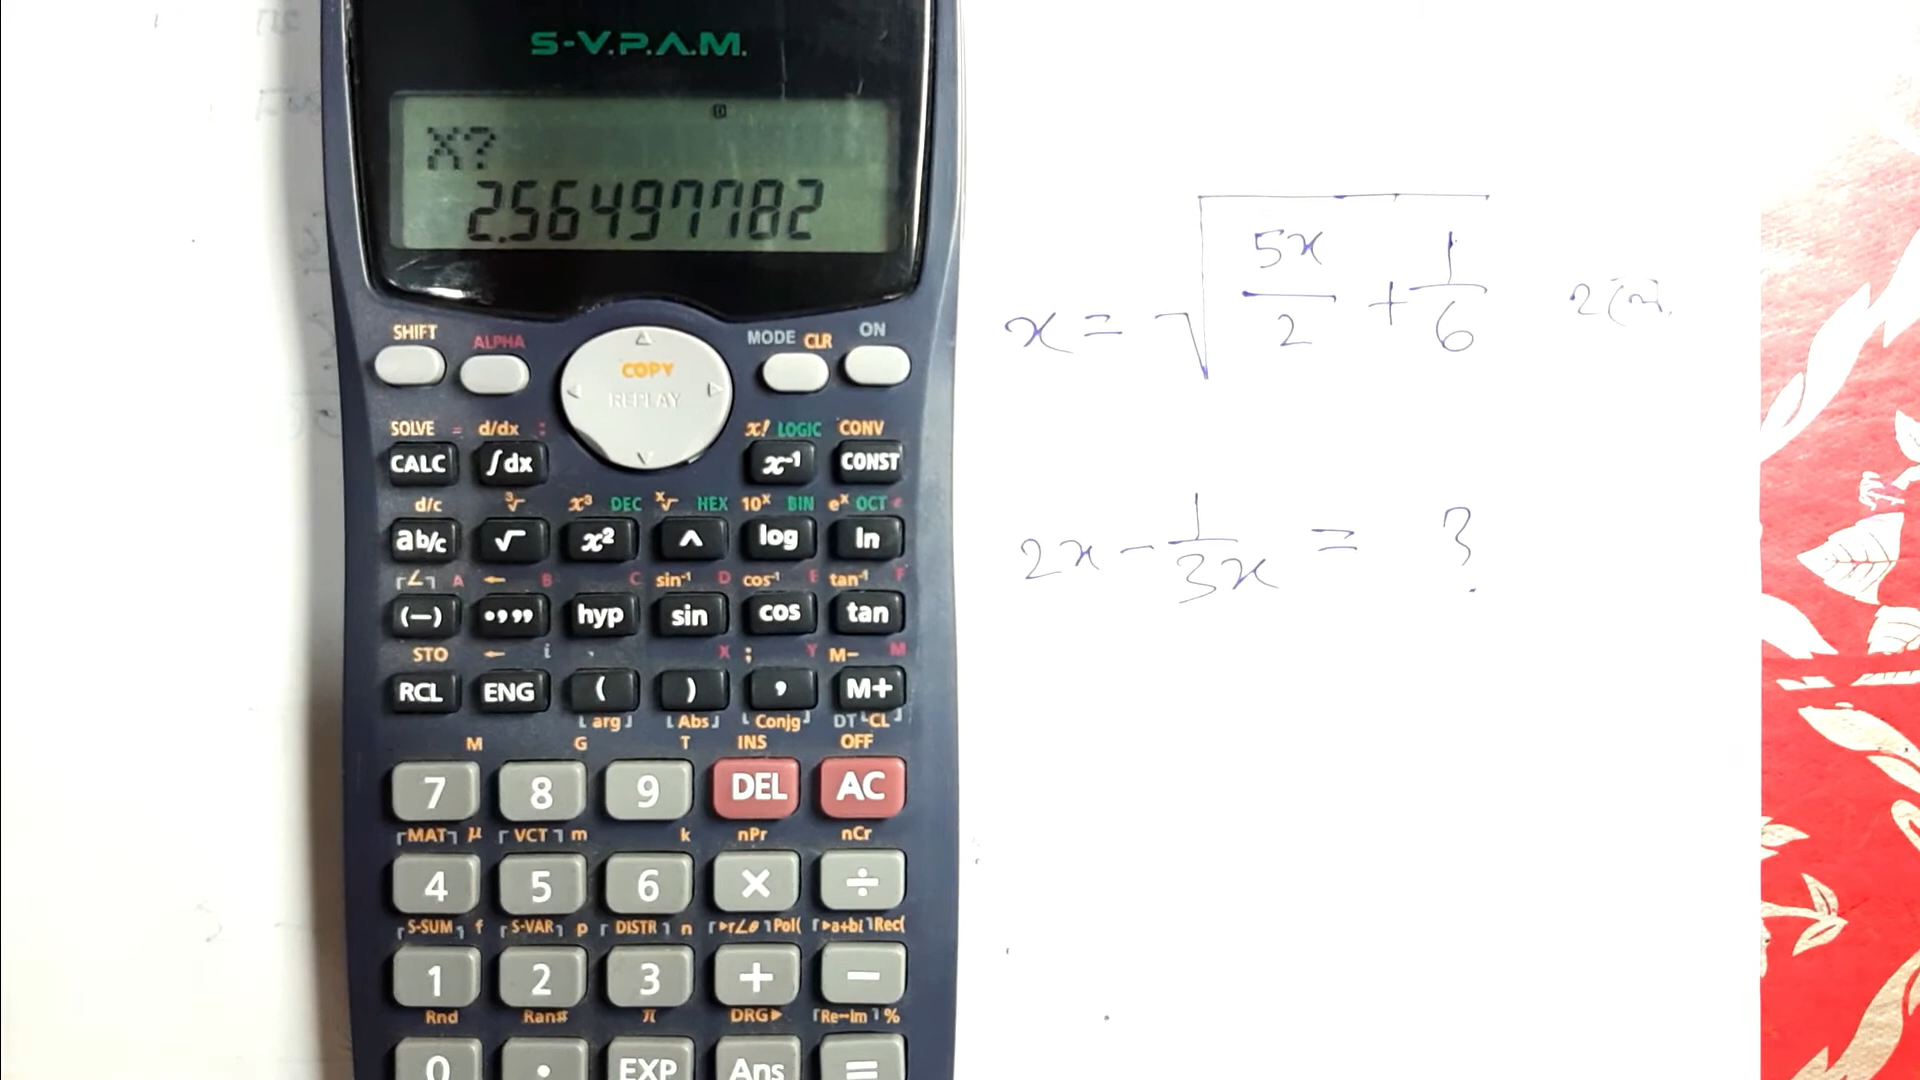 S-V.P.A.M.
D
X?
2.564977782
SHIFT ALPHA COPY REPLAY MODE CLR ON
SOLVE = d/dx : x! LOGIC CONV
CALC ∫dx x⁻¹ CONST
d/c ³√ x³ DEC ˣ√ HEX 10ˣ BIN eˣ OCT e
ab/c √ x² ^ log ln
∠ A ← B C sin⁻¹ D cos⁻¹ E tan⁻¹ F
(−) °,,, hyp sin cos tan
STO ← i X ; Y M− M
RCL ENG ( ) , M+
arg Abs Conjg DT CL
M G T INS OFF
7 8 9 DEL AC
MAT μ VCT m k nPr nCr
4 5 6 × ÷
S-SUM f S-VAR p DISTR n ▸r∠θ Pol( ▸a+bi Rec(
1 2 3 + −
Rnd Ran# π DRG▸ Re↔Im %
0 . EXP Ans =
x = √(5x/2 + 1/6)
2x − 1/3x = ?